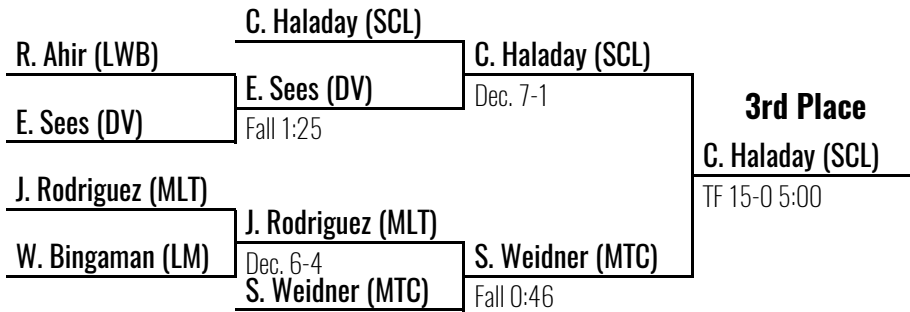 C. Haladay (SCL)
R. Ahir (LWB)
C. Haladay (SCL)
E. Sees (DV)
Dec. 7-1
3rd Place
E. Sees (DV)
Fall 1:25
C. Haladay (SCL)
J. Rodriguez (MLT)
TF 15-0 5:00
J. Rodriguez (MLT)
W. Bingaman (LM)
Dec. 6-4
S. Weidner (MTC)
S. Weidner (MTC)
Fall 0:46